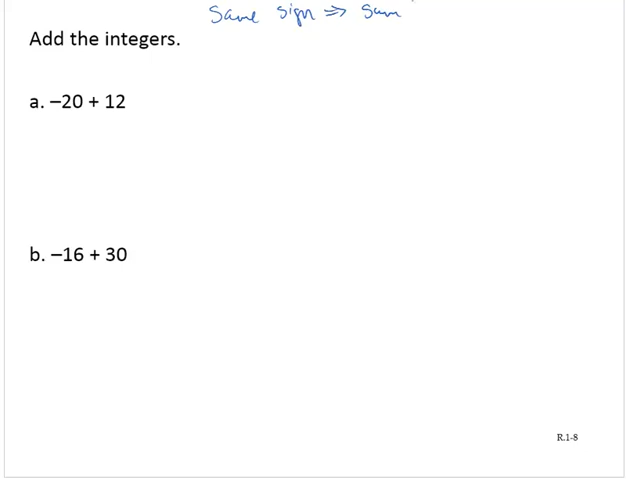 Same sign ⇒ Sum
Add the integers.
a. –20 + 12
b. –16 + 30
R.1-8